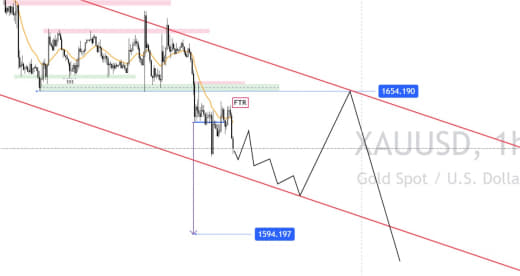 FTR
1654.190
XAUUSD, 1h
Gold Spot / U.S. Dolla
1594.197